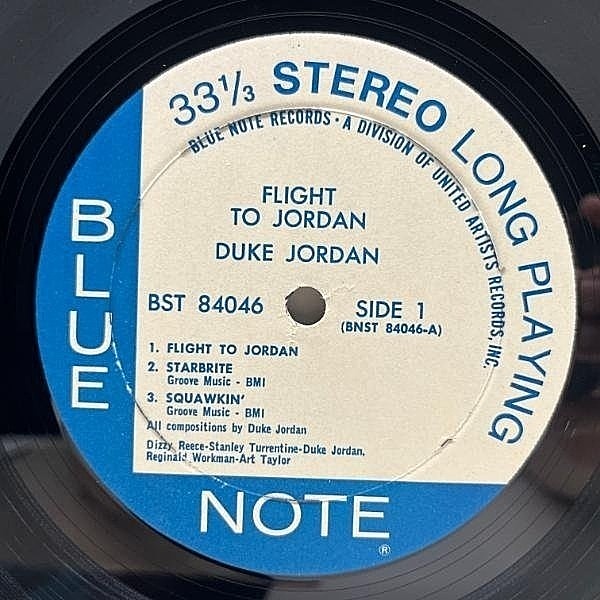 33⅓ STEREO LONG PLAYING
BLUE NOTE RECORDS • A DIVISION OF UNITED ARTISTS RECORDS, INC.
FLIGHT
TO JORDAN
DUKE JORDAN
BST 84046
SIDE 1
(BNST 84046-A)
1. FLIGHT TO JORDAN
2. STARBRITE
Groove Music - BMI
3. SQUAWKIN'
Groove Music - BMI
All compositions by Duke Jordan
Dizzy Reece-Stanley Turrentine-Duke Jordan,
Reginald Workman-Art Taylor
BLUE
NOTE
®